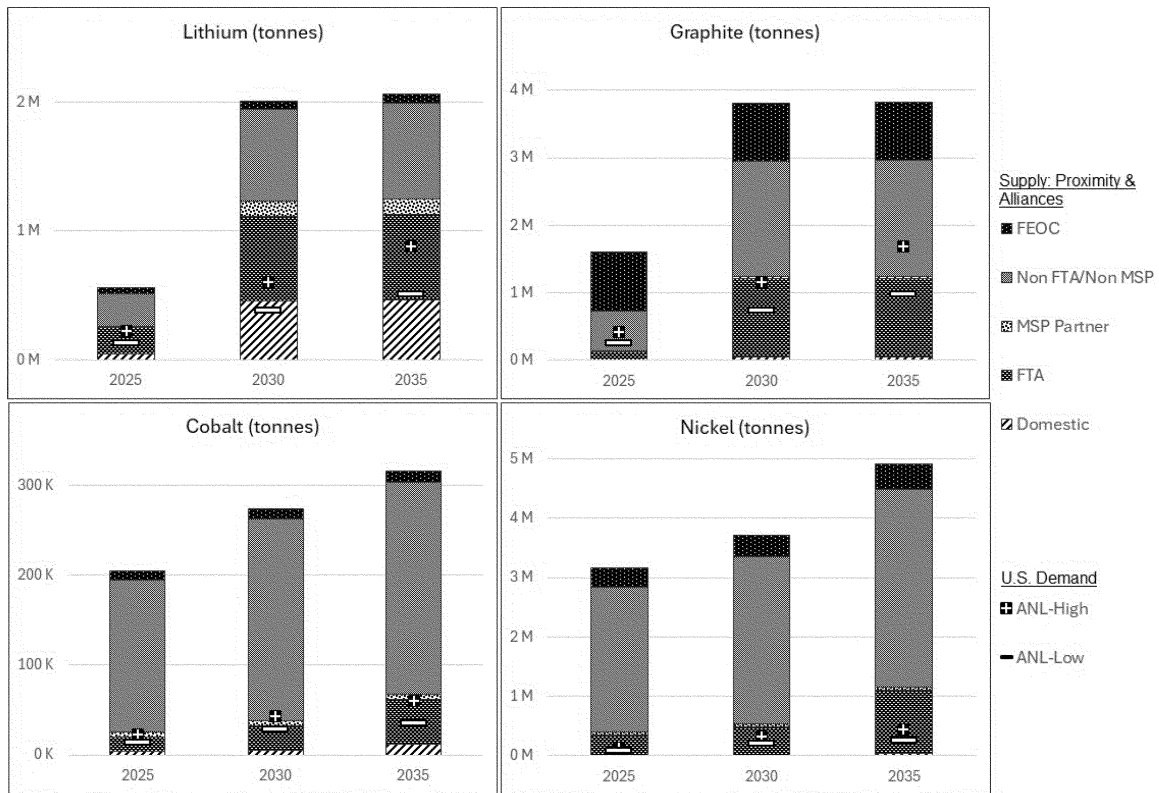 Lithium (tonnes)
2 M
1 M
0 M
2025
2030
2035
Graphite (tonnes)
4 M
3 M
2 M
1 M
0 M
2025
2030
2035
Cobalt (tonnes)
300 K
200 K
100 K
0 K
2025
2030
2035
Nickel (tonnes)
5 M
4 M
3 M
2 M
1 M
0 M
2025
2030
2035
Supply: Proximity &
Alliances
FEOC
Non FTA/Non MSP
MSP Partner
FTA
Domestic
U.S. Demand
ANL-High
ANL-Low